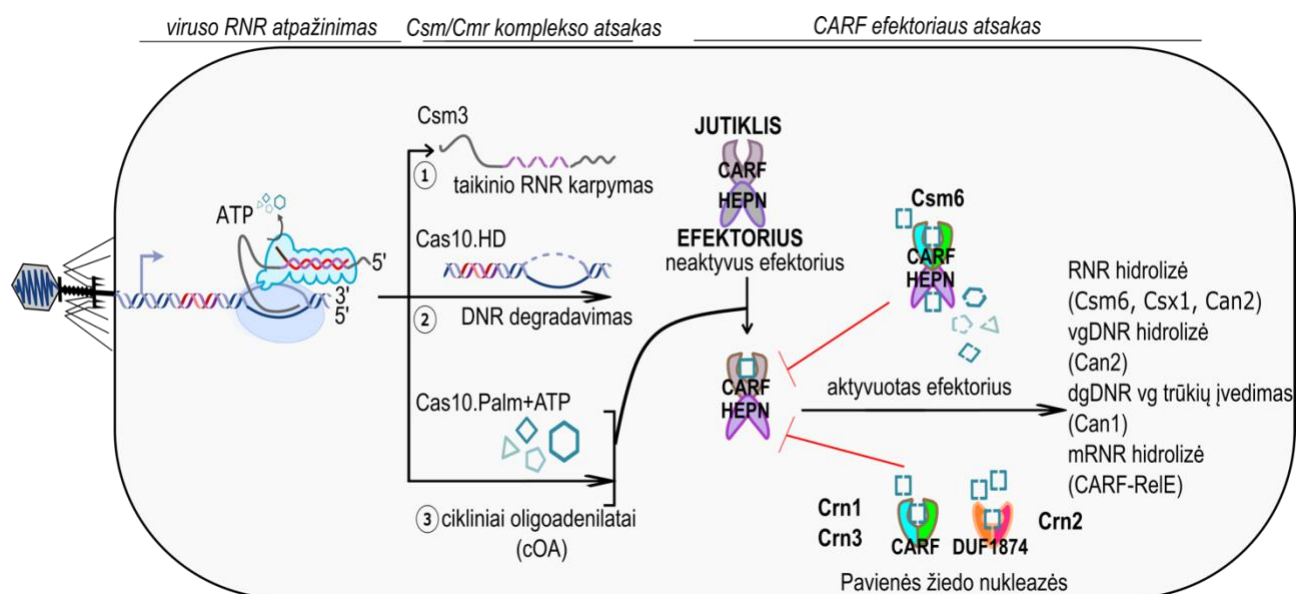 viruso RNR atpažinimas
Csm/Cmr komplekso atsakas
CARF efektoriaus atsakas
ATP
5'
3'
5'
Csm3
1
taikinio RNR karpymas
Cas10.HD
2
DNR degradavimas
Cas10.Palm+ATP
3 cikliniai oligoadenilatai
(cOA)
JUTIKLIS
CARF
HEPN
EFEKTORIUS
neaktyvus efektorius
CARF
HEPN
Csm6
CARF
HEPN
aktyvuotas efektorius
Crn1
Crn3
CARF
DUF1874
Crn2
Pavienės žiedo nukleazės
RNR hidrolizė
(Csm6, Csx1, Can2)
vgDNR hidrolizė
(Can2)
dgDNR vg trūkių įvedimas
(Can1)
mRNR hidrolizė
(CARF-RelE)